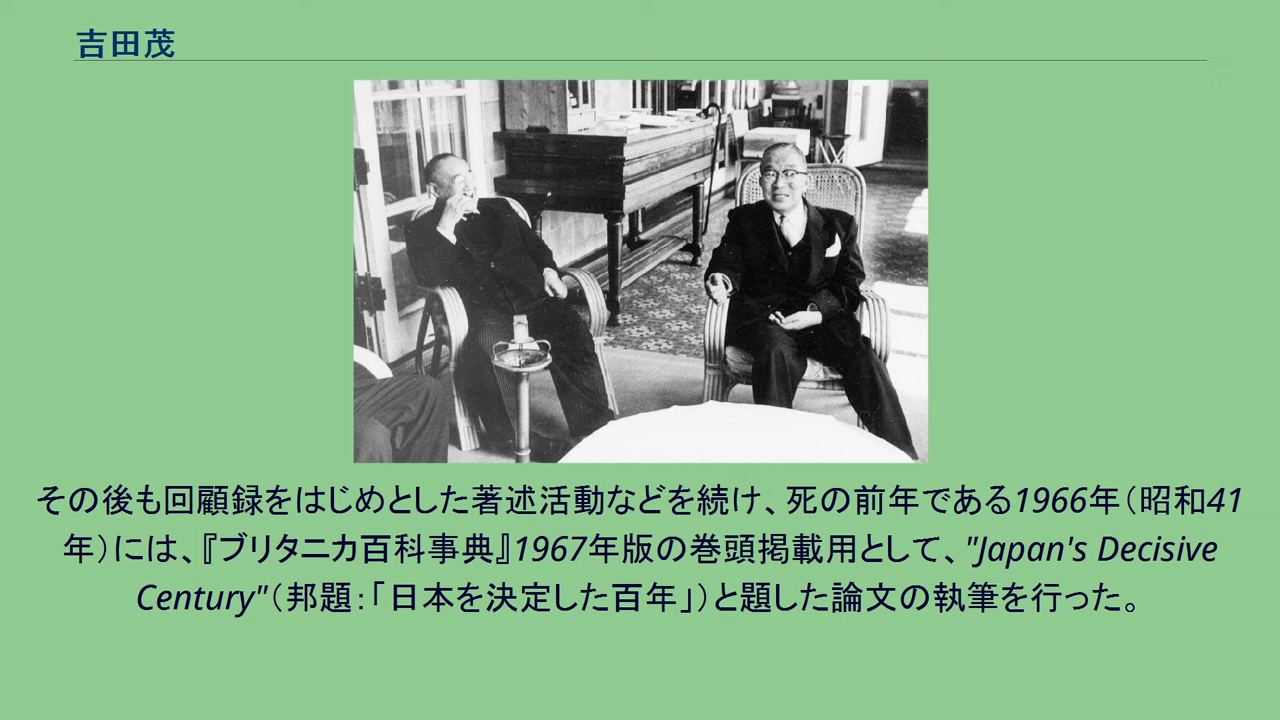 吉田茂
その後も回顧録をはじめとした著述活動などを続け、死の前年である1966年（昭和41
年）には、『ブリタニカ百科事典』1967年版の巻頭掲載用として、"Japan's Decisive
Century"（邦題：「日本を決定した百年」）と題した論文の執筆を行った。